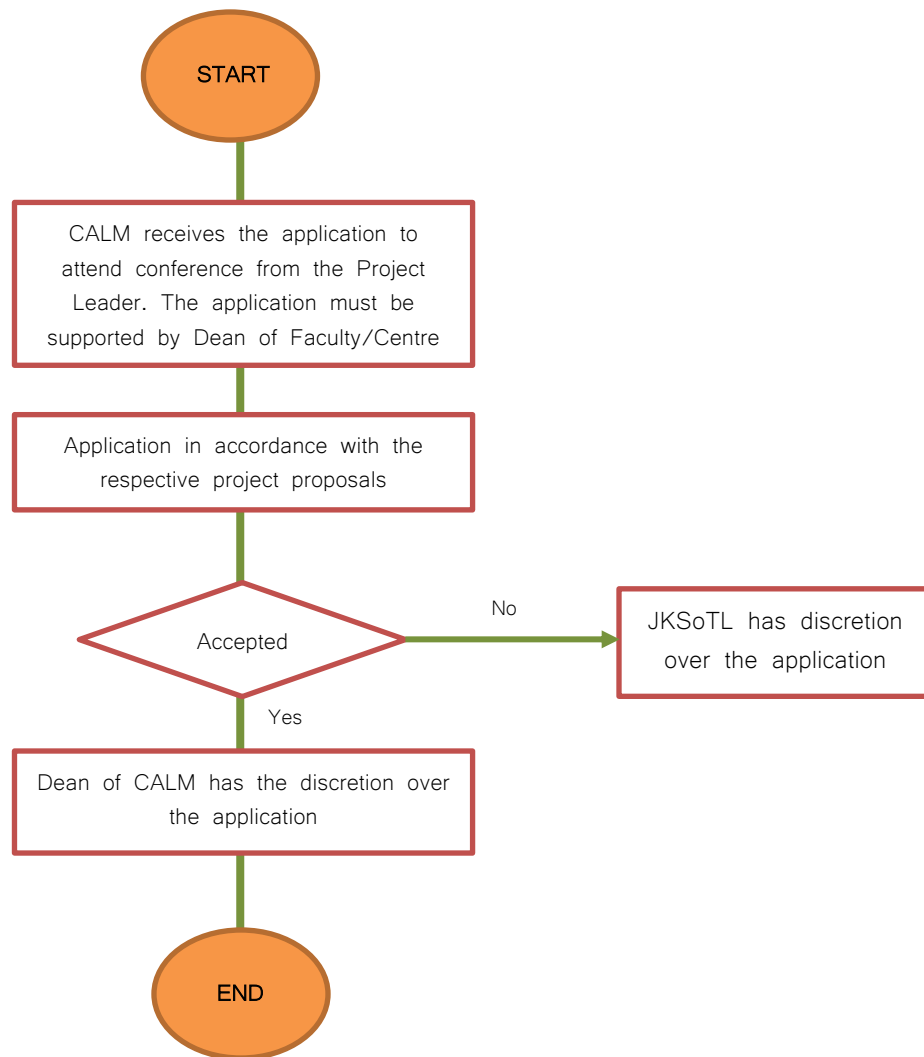 START
CALM receives the application to
attend conference from the Project
Leader. The application must be
supported by Dean of Faculty/Centre
Application in accordance with the
respective project proposals
Accepted
No
JKSoTL has discretion
over the application
Yes
Dean of CALM has the discretion over
the application
END